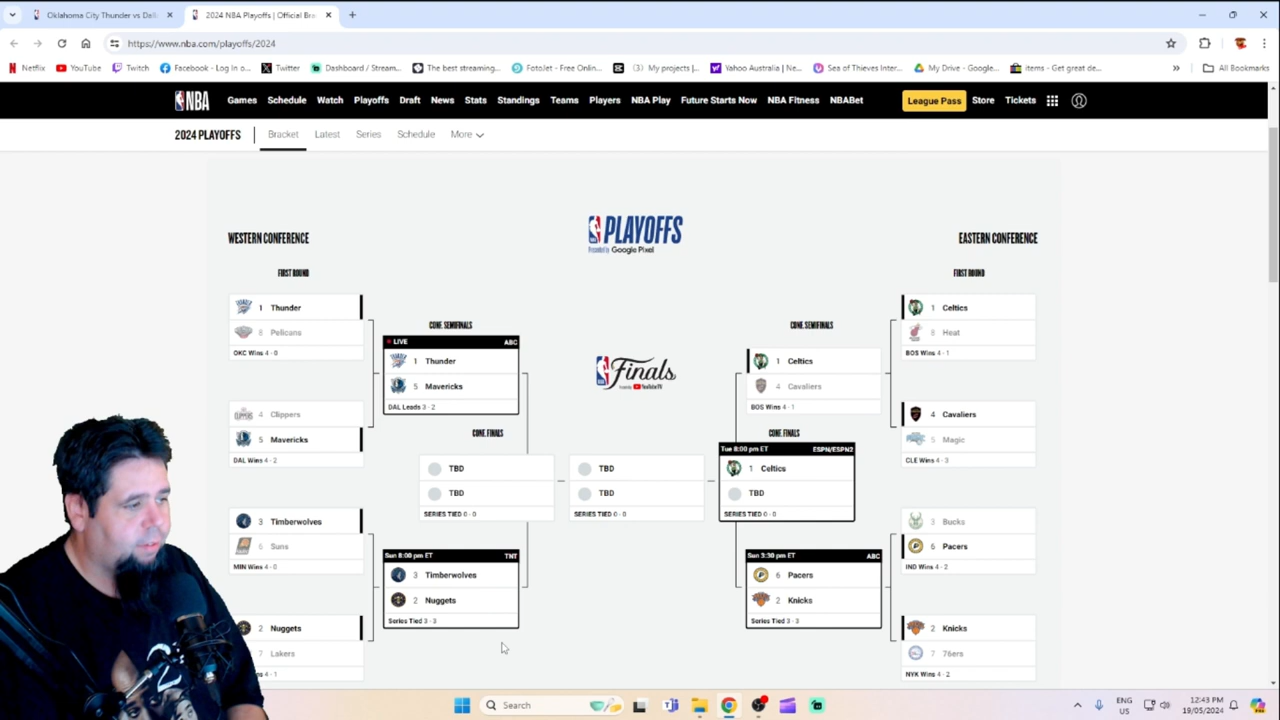 Oklahoma City Thunder vs Dall
2024 NBA Playoffs | Official Bra
https://www.nba.com/playoffs/2024
Netflix
YouTube
Twitch
Facebook - Log In o...
Twitter
Dashboard / Stream...
The best streaming...
FotoJet - Free Onlin...
(3) My projects |...
Yahoo Australia | Ne...
Sea of Thieves Inter...
My Drive - Google...
items - Get great de...
»
All Bookmarks
NBA
Games
Schedule
Watch
Playoffs
Draft
News
Stats
Standings
Teams
Players
NBA Play
Future Starts Now
NBA Fitness
NBABet
League Pass
Store
Tickets
2024 PLAYOFFS
Bracket
Latest
Series
Schedule
More
PLAYOFFS
Presented by Google Pixel
WESTERN CONFERENCE
EASTERN CONFERENCE
FIRST ROUND
FIRST ROUND
1 Thunder
8 Pelicans
OKC Wins 4 - 0
CONF. SEMIFINALS
LIVE ABC
1 Thunder
5 Mavericks
DAL Leads 3 - 2
4 Clippers
5 Mavericks
DAL Wins 4 - 2
NBA Finals
YouTube TV
CONF. SEMIFINALS
1 Celtics
4 Cavaliers
BOS Wins 4 - 1
1 Celtics
8 Heat
BOS Wins 4 - 1
4 Cavaliers
5 Magic
CLE Wins 4 - 3
CONF. FINALS
TBD
TBD
SERIES TIED 0 - 0
TBD
TBD
SERIES TIED 0 - 0
CONF. FINALS
Tue 8:00 pm ET ESPN/ESPN2
1 Celtics
TBD
SERIES TIED 0 - 0
3 Timberwolves
6 Suns
MIN Wins 4 - 0
Sun 8:00 pm ET TNT
3 Timberwolves
2 Nuggets
Series Tied 3 - 3
Sun 3:30 pm ET ABC
6 Pacers
2 Knicks
Series Tied 3 - 3
3 Bucks
6 Pacers
IND Wins 4 - 2
2 Nuggets
7 Lakers
ns 4 - 1
2 Knicks
7 76ers
NYK Wins 4 - 2
Search
ENG
US
12:43 PM
19/05/2024